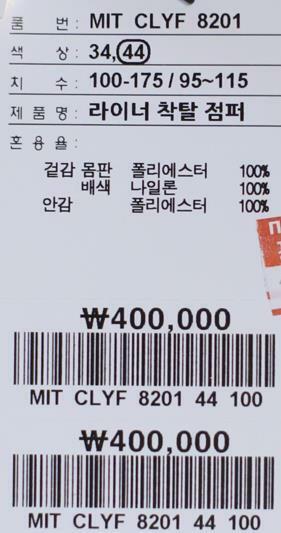 품 번 : MIT CLYF 8201
색 상 : 34, 44
치 수 : 100-175 / 95~115
제 품 명 : 라이너 착탈 점퍼
혼 용 율 :
겉감 몸판 폴리에스터 100%
배색 나일론 100%
안감 폴리에스터 100%
₩400,000
MIT CLYF 8201 44 100
₩400,000
MIT CLYF 8201 44 100